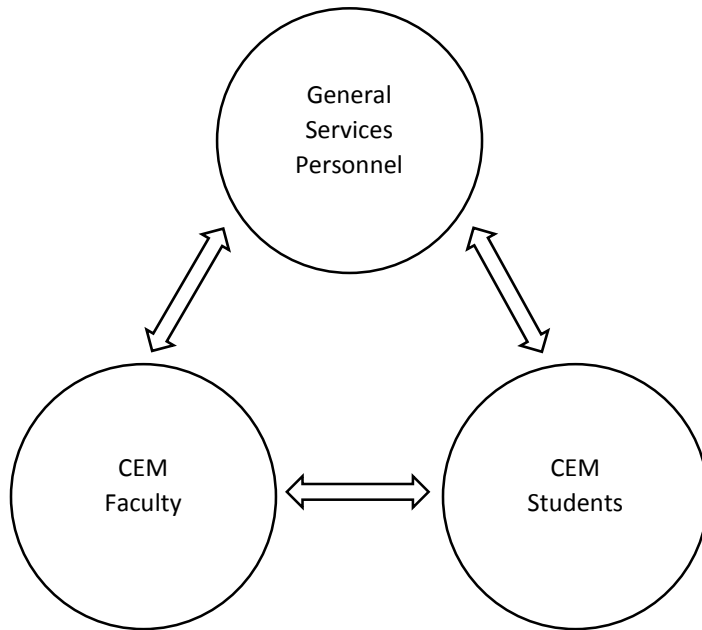 General
Services
Personnel
CEM
Faculty
CEM
Students